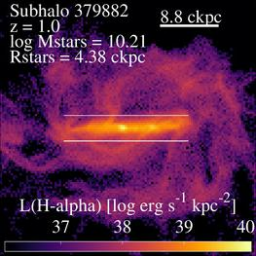 Subhalo 379882
8.8 ckpc
z = 1.0
log Mstars = 10.21
Rstars = 4.38 ckpc
L(H-alpha) [log erg s⁻¹ kpc⁻²]
37 38 39 40